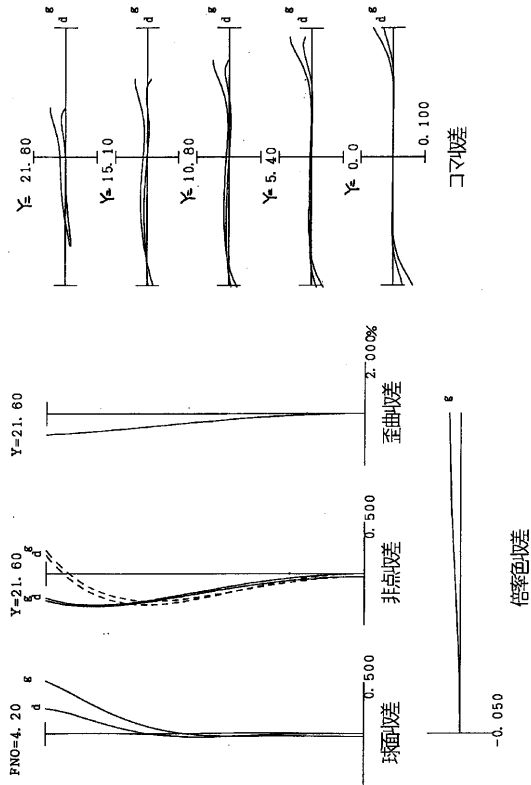 FNO=4.20
d
g
0.500
球面収差
Y=21.60
g
d
d
g
0.500
非点収差
Y=21.60
2.000%
歪曲収差
-0.050
g
倍率色収差
Y= 21.80
g
d
Y= 15.10
Y= 10.80
Y= 5.40
Y= 0.0
g
d
0.100
コマ収差